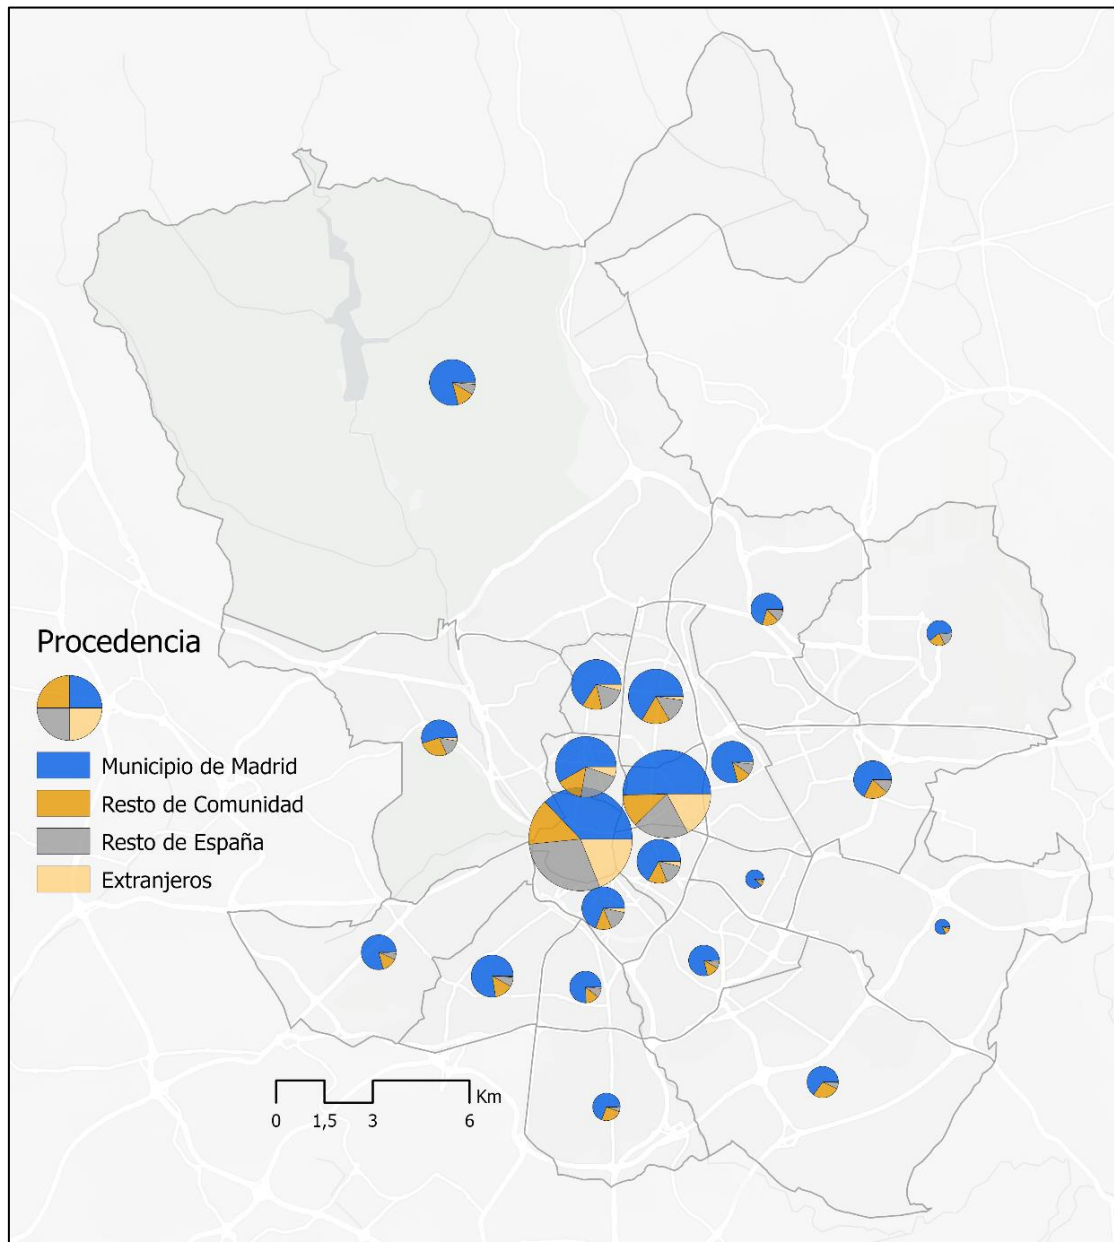 Procedencia
Municipio de Madrid
Resto de Comunidad
Resto de España
Extranjeros
Km
0 1,5 3 6